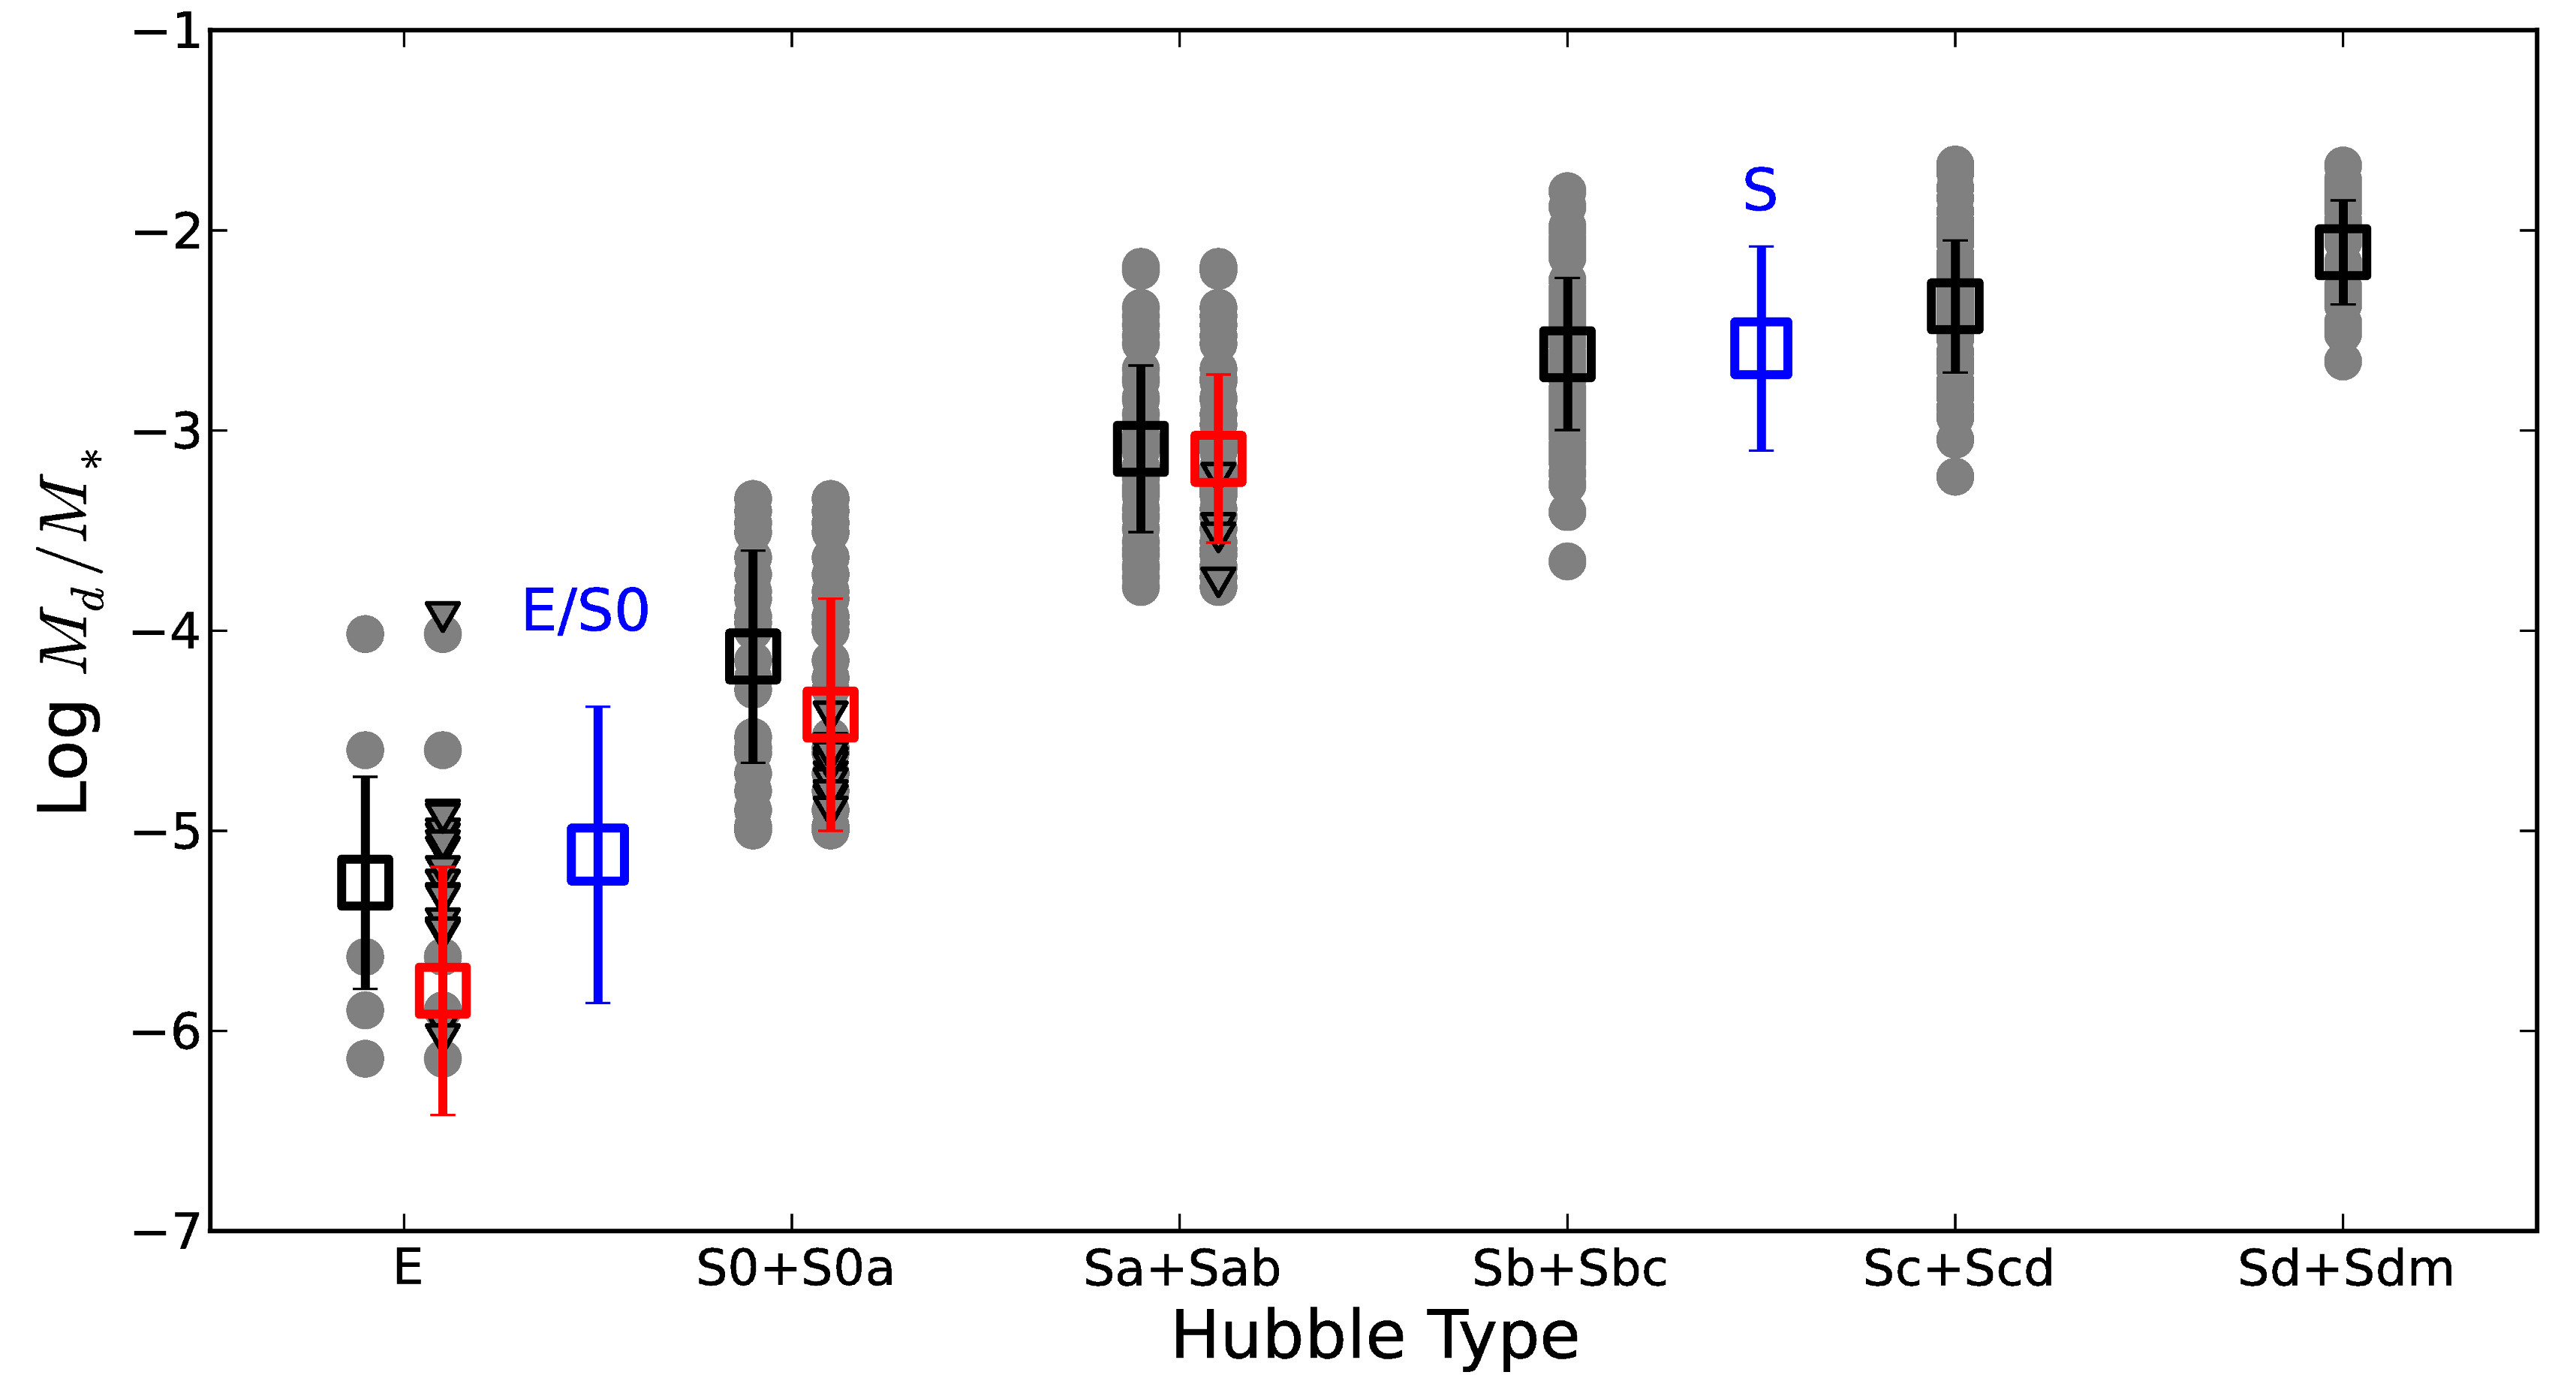 −1
−2
−3
−4
−5
−6
−7
Log M_d/M_*
E/S0
S
E
S0+S0a
Sa+Sab
Sb+Sbc
Sc+Scd
Sd+Sdm
Hubble Type